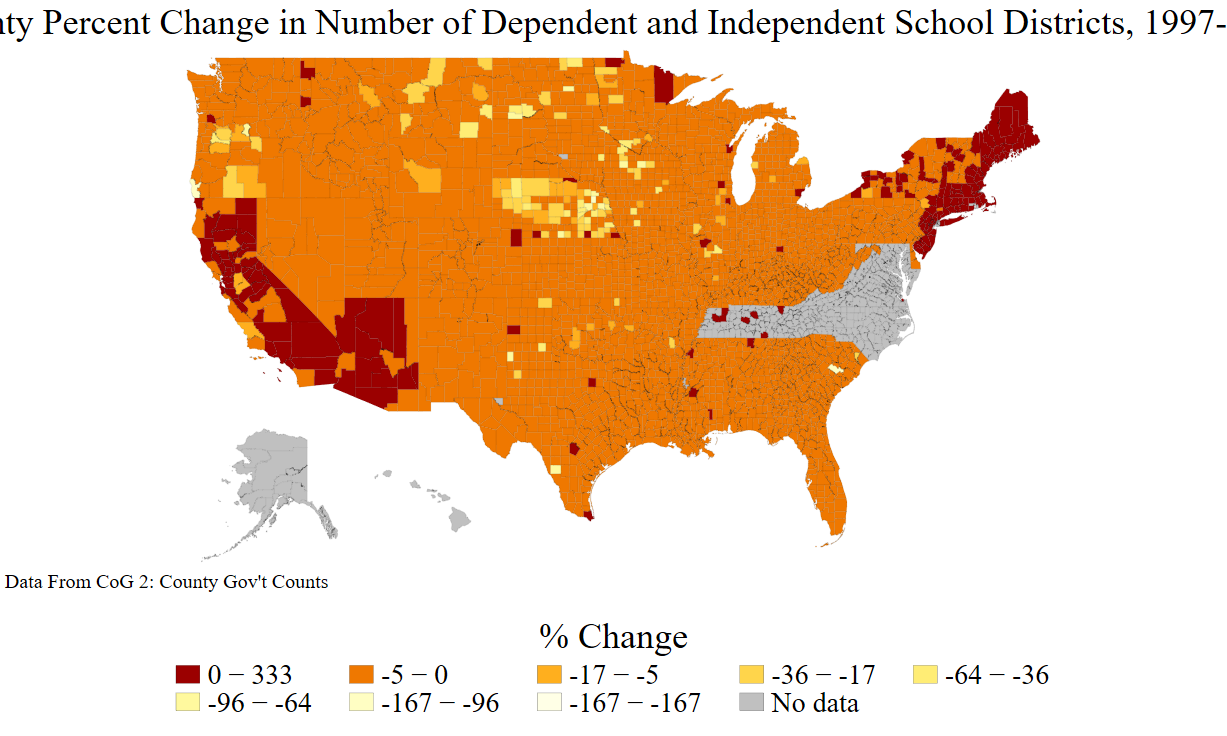 nty Percent Change in Number of Dependent and Independent School Districts, 1997-
Data From CoG 2: County Gov't Counts
% Change
0 − 333
-5 − 0
-17 − -5
-36 − -17
-64 − -36
-96 − -64
-167 − -96
-167 − -167
No data